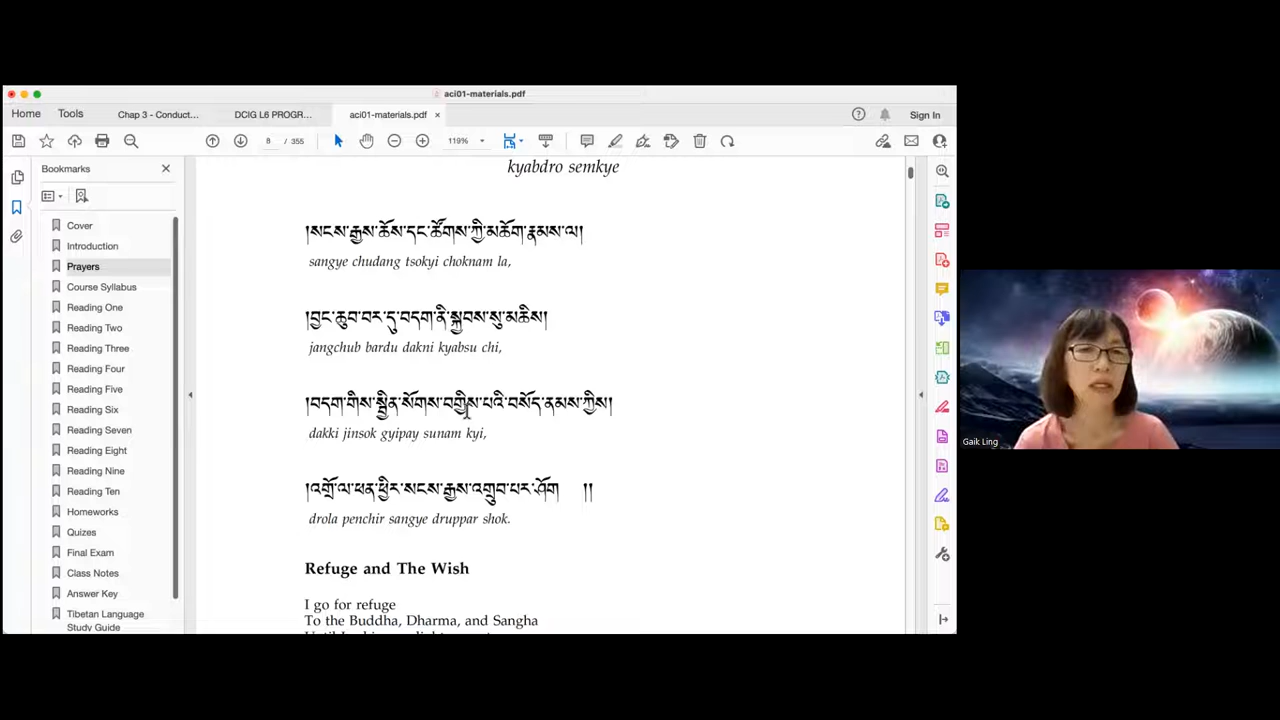 aci01-materials.pdf
Home
Tools
Chap 3 - Conduct...
DCIG L6 PROGR...
aci01-materials.pdf
Sign In
8 / 355
119%
Bookmarks
Cover
Introduction
Prayers
Course Syllabus
Reading One
Reading Two
Reading Three
Reading Four
Reading Five
Reading Six
Reading Seven
Reading Eight
Reading Nine
Reading Ten
Homeworks
Quizes
Final Exam
Class Notes
Answer Key
Tibetan Language
Study Guide
kyabdro semkye
།སངས་རྒྱས་ཆོས་དང་ཚོགས་ཀྱི་མཆོག་རྣམས་ལ།
sangye chudang tsokyi choknam la,
།བྱང་ཆུབ་བར་དུ་བདག་ནི་སྐྱབས་སུ་མཆིས།
jangchub bardu dakni kyabsu chi,
།བདག་གིས་སྦྱིན་སོགས་བགྱིས་པའི་བསོད་ནམས་ཀྱིས།
dakki jinsok gyipay sunam kyi,
།འགྲོ་ལ་ཕན་ཕྱིར་སངས་རྒྱས་འགྲུབ་པར་ཤོག །།
drola penchir sangye druppar shok.
Refuge and The Wish
I go for refuge
To the Buddha, Dharma, and Sangha
Gaik Ling